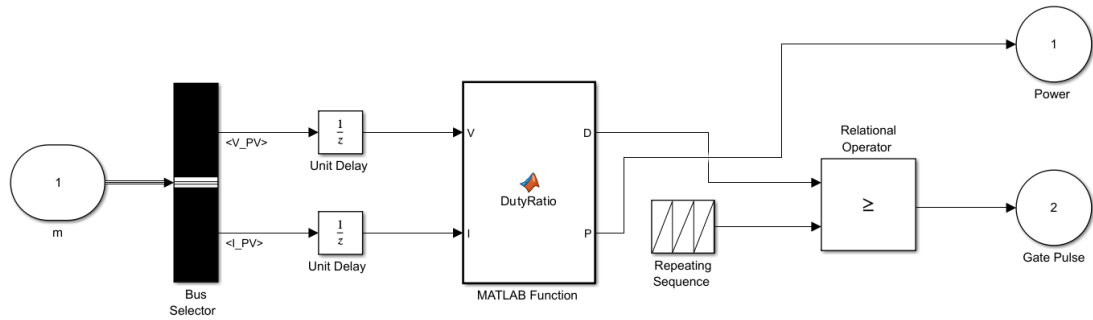 1
m
Bus
Selector
<V_PV>
<I_PV>
1
z
Unit Delay
1
z
Unit Delay
V
I
D
P
DutyRatio
MATLAB Function
Repeating
Sequence
Relational
Operator
≥
1
Power
2
Gate Pulse